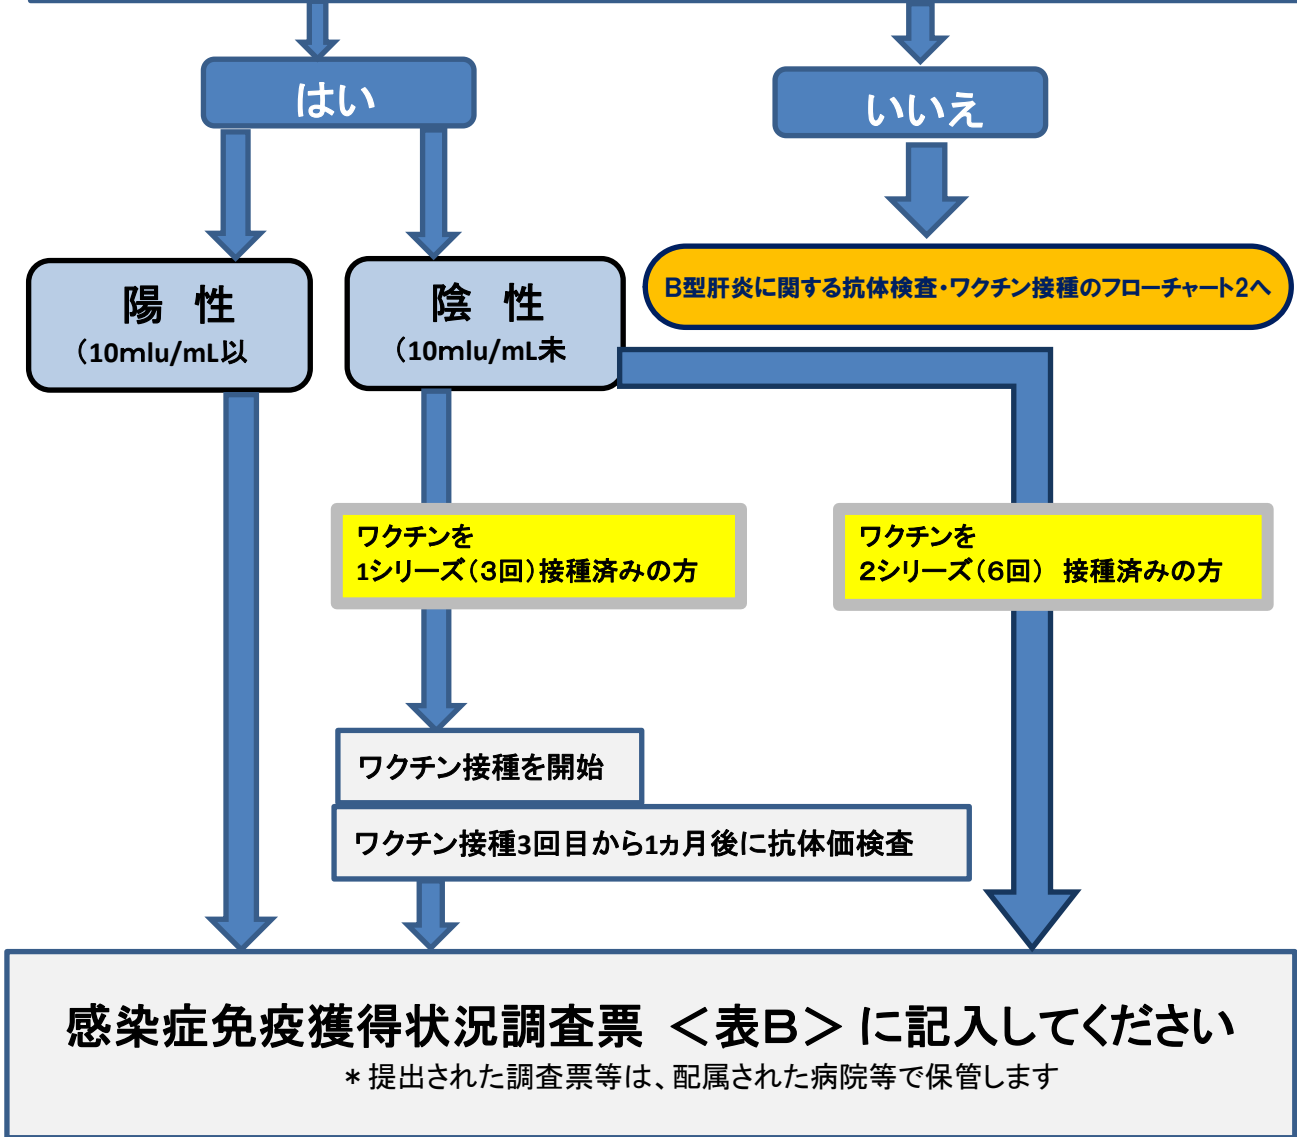 はい
いいえ
陽 性
（10mIu/mL以
陰 性
（10mIu/mL未
B型肝炎に関する抗体検査・ワクチン接種のフローチャート2へ
ワクチンを
1シリーズ（３回）接種済みの方
ワクチンを
２シリーズ（６回） 接種済みの方
ワクチン接種を開始
ワクチン接種3回目から1ヵ月後に抗体価検査
感染症免疫獲得状況調査票 ＜表Ｂ＞ に記入してください
＊提出された調査票等は、配属された病院等で保管します